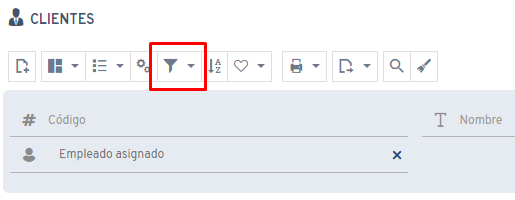 CLIENTES
A
Z
# Código
T Nombre
Empleado asignado